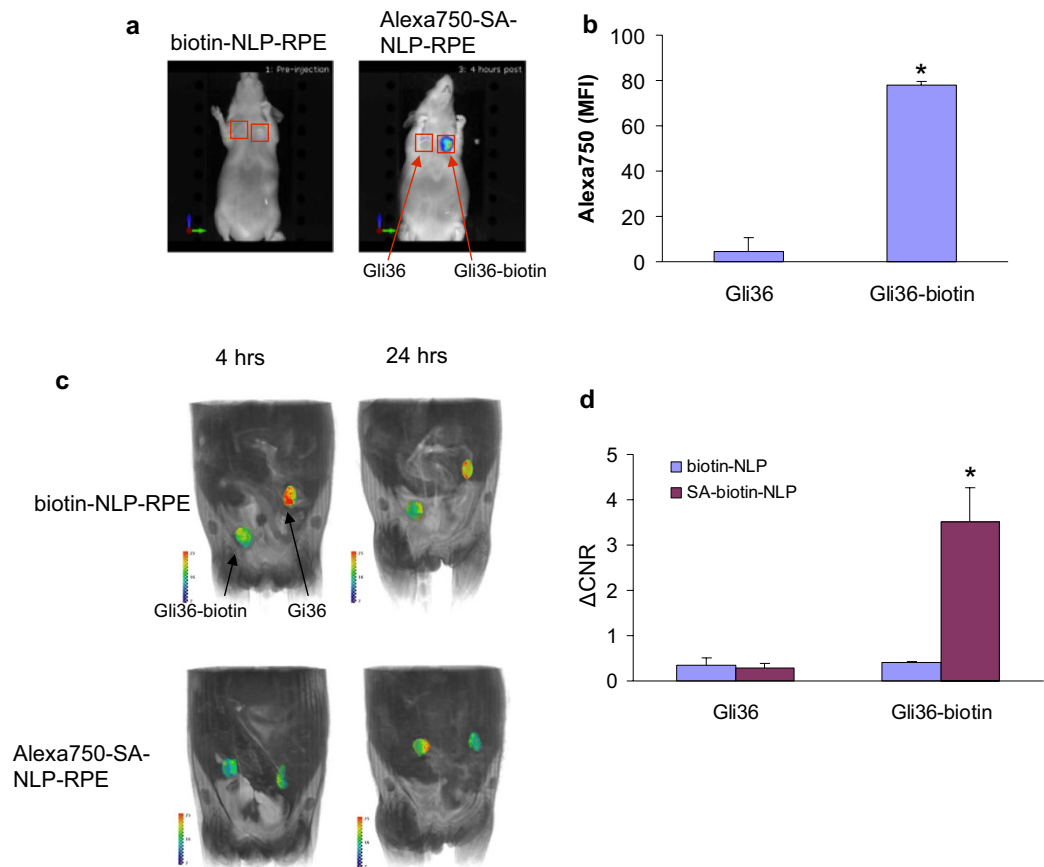 a
biotin-NLP-RPE
Alexa750-SA-
NLP-RPE
1: Pre-injection
3: 4 hours post
Gli36
Gli36-biotin
b
Alexa750 (MFI)
100
80
60
40
20
0
*
Gli36
Gli36-biotin
c
4 hrs
24 hrs
biotin-NLP-RPE
Gli36-biotin
Gi36
Alexa750-SA-
NLP-RPE
d
ΔCNR
5
4
3
2
1
0
biotin-NLP
SA-biotin-NLP
*
Gli36
Gli36-biotin